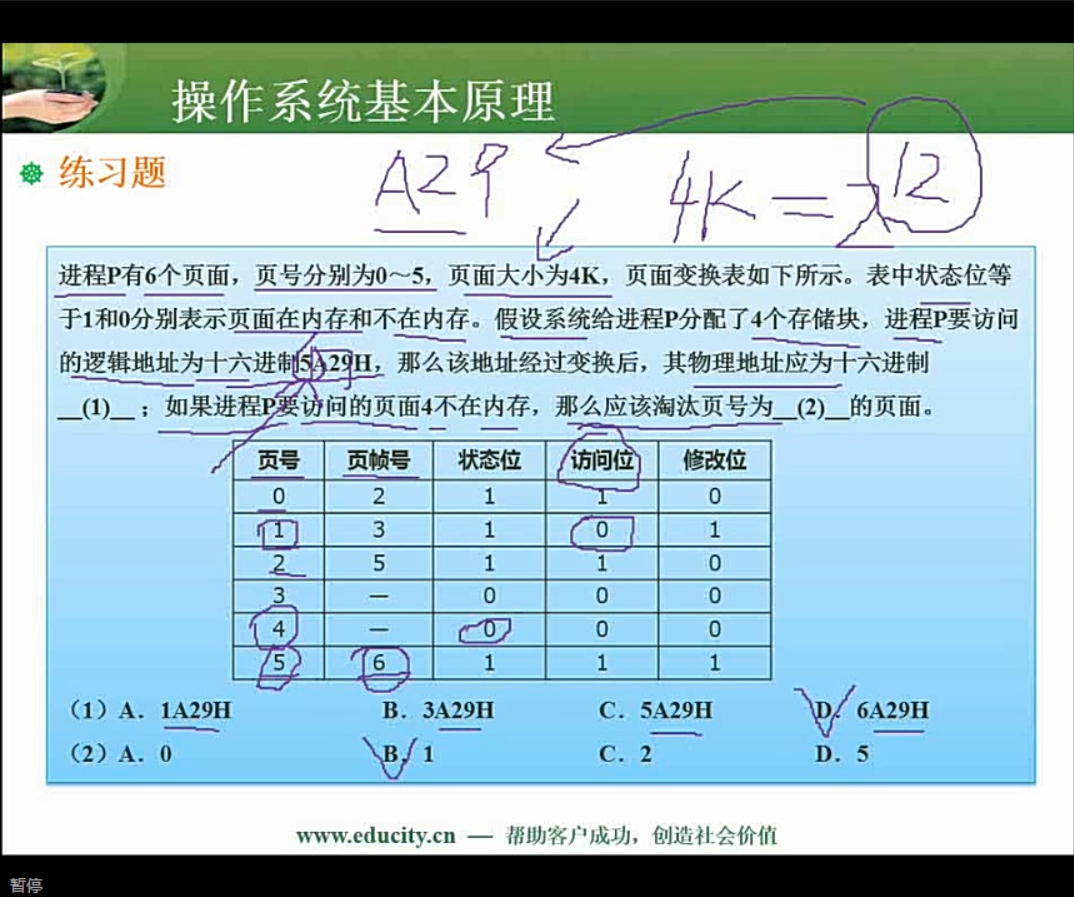 操作系统基本原理
练习题
A29
4K=2^12
进程P有6个页面，页号分别为0～5，页面大小为4K，页面变换表如下所示。表中状态位等
于1和0分别表示页面在内存和不在内存。假设系统给进程P分配了4个存储块，进程P要访问
的逻辑地址为十六进制5A29H，那么该地址经过变换后，其物理地址应为十六进制
__(1)__；如果进程P要访问的页面4不在内存，那么应该淘汰页号为__(2)__的页面。
页号 页帧号 状态位 访问位 修改位
0 2 1 1 0
1 3 1 0 1
2 5 1 1 0
3 — 0 0 0
4 — 0 0 0
5 6 1 1 1
（1）A．1A29H B．3A29H C．5A29H D．6A29H
（2）A．0 B．1 C．2 D．5
www.educity.cn — 帮助客户成功，创造社会价值
暂停